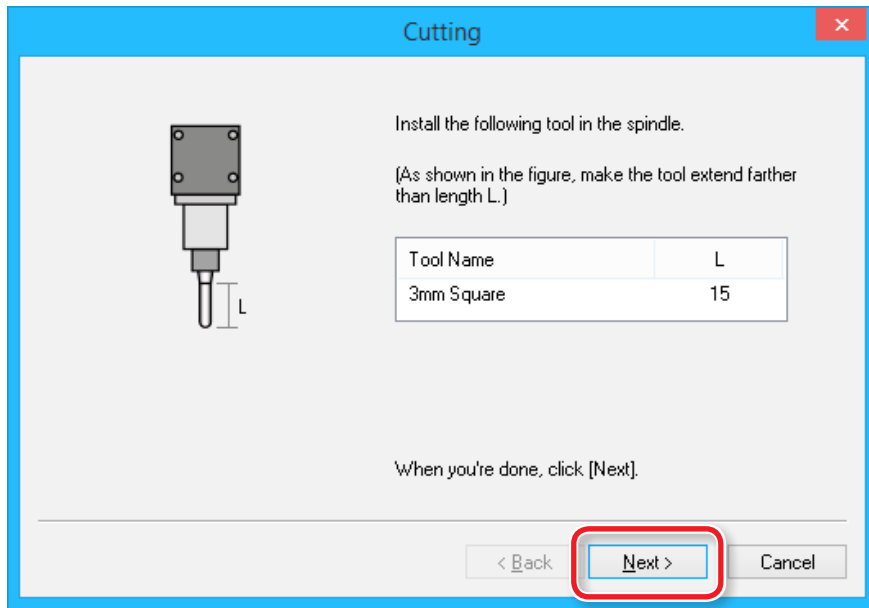 Cutting
Install the following tool in the spindle.
(As shown in the figure, make the tool extend farther
than length L.)
Tool Name L
3mm Square 15
L
When you're done, click [Next].
< Back Next > Cancel